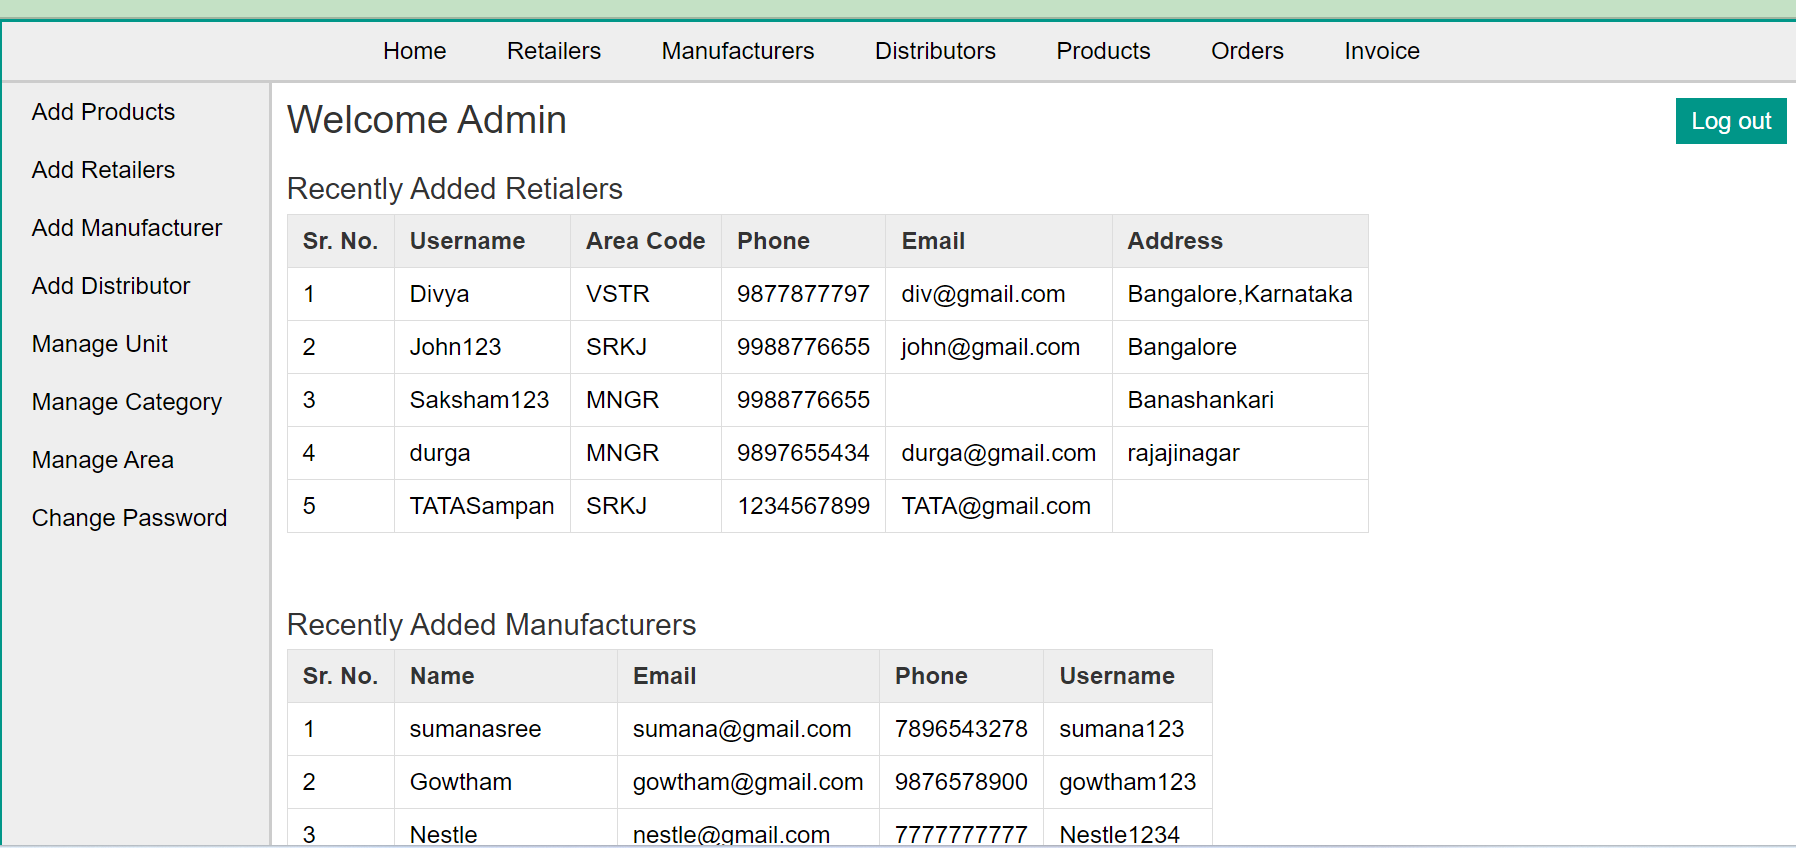 Home Retailers Manufacturers Distributors Products Orders Invoice
Add Products
Add Retailers
Add Manufacturer
Add Distributor
Manage Unit
Manage Category
Manage Area
Change Password
Welcome Admin
Log out
Recently Added Retialers
Sr. No. Username Area Code Phone Email Address
1 Divya VSTR 9877877797 div@gmail.com Bangalore,Karnataka
2 John123 SRKJ 9988776655 john@gmail.com Bangalore
3 Saksham123 MNGR 9988776655 Banashankari
4 durga MNGR 9897655434 durga@gmail.com rajajinagar
5 TATASampan SRKJ 1234567899 TATA@gmail.com
Recently Added Manufacturers
Sr. No. Name Email Phone Username
1 sumanasree sumana@gmail.com 7896543278 sumana123
2 Gowtham gowtham@gmail.com 9876578900 gowtham123
3 Nestle nestle@gmail.com 7777777777 Nestle1234